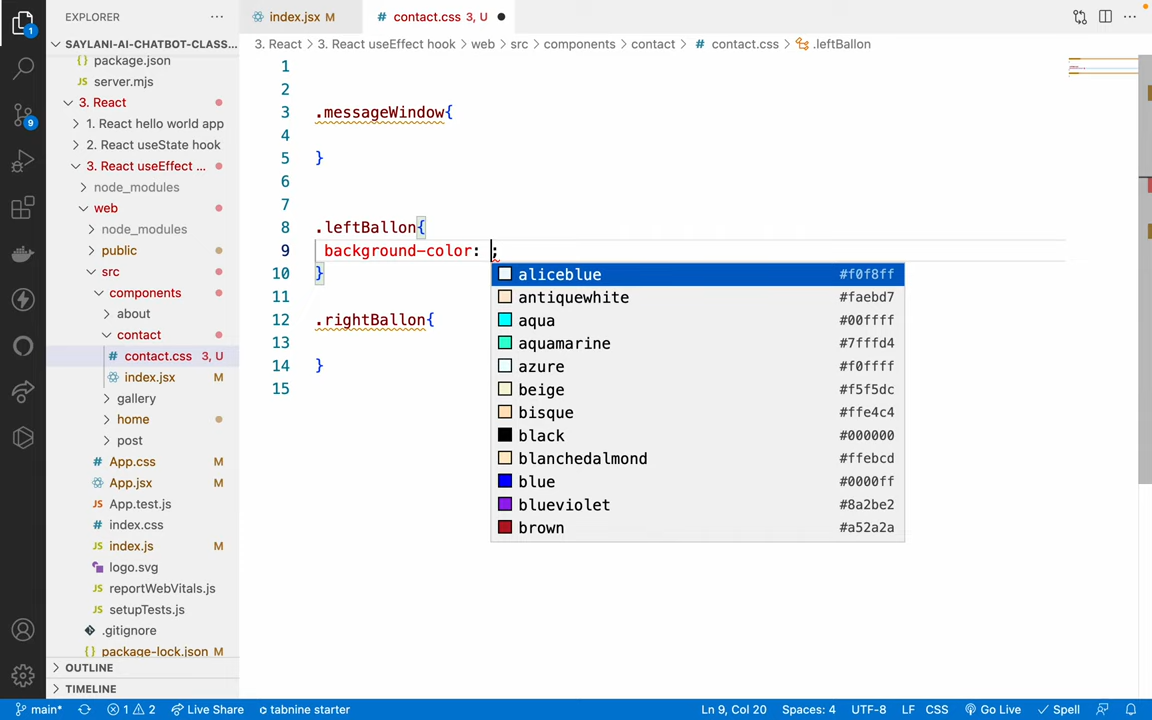 EXPLORER
index.jsx M
# contact.css 3, U
SAYLANI-AI-CHATBOT-CLASS...
3. React > 3. React useEffect hook > web > src > components > contact > # contact.css > .leftBallon
{} package.json
JS server.mjs
3. React
1. React hello world app
2. React useState hook
3. React useEffect ...
node_modules
web
node_modules
public
src
components
about
contact
# contact.css 3, U
index.jsx M
gallery
home
post
# App.css M
App.jsx M
JS App.test.js
# index.css
JS index.js M
logo.svg
JS reportWebVitals.js
JS setupTests.js
.gitignore
{} package-lock.json M
OUTLINE
TIMELINE
1
9
1
2
3 .messageWindow{
4
5 }
6
7
8 .leftBallon{
9 background-color: ;
10 }
11
12 .rightBallon{
13
14 }
15
aliceblue #f0f8ff
antiquewhite #faebd7
aqua #00ffff
aquamarine #7fffd4
azure #f0ffff
beige #f5f5dc
bisque #ffe4c4
black #000000
blanchedalmond #ffebcd
blue #0000ff
blueviolet #8a2be2
brown #a52a2a
main* 1 2 Live Share tabnine starter Ln 9, Col 20 Spaces: 4 UTF-8 LF CSS Go Live Spell